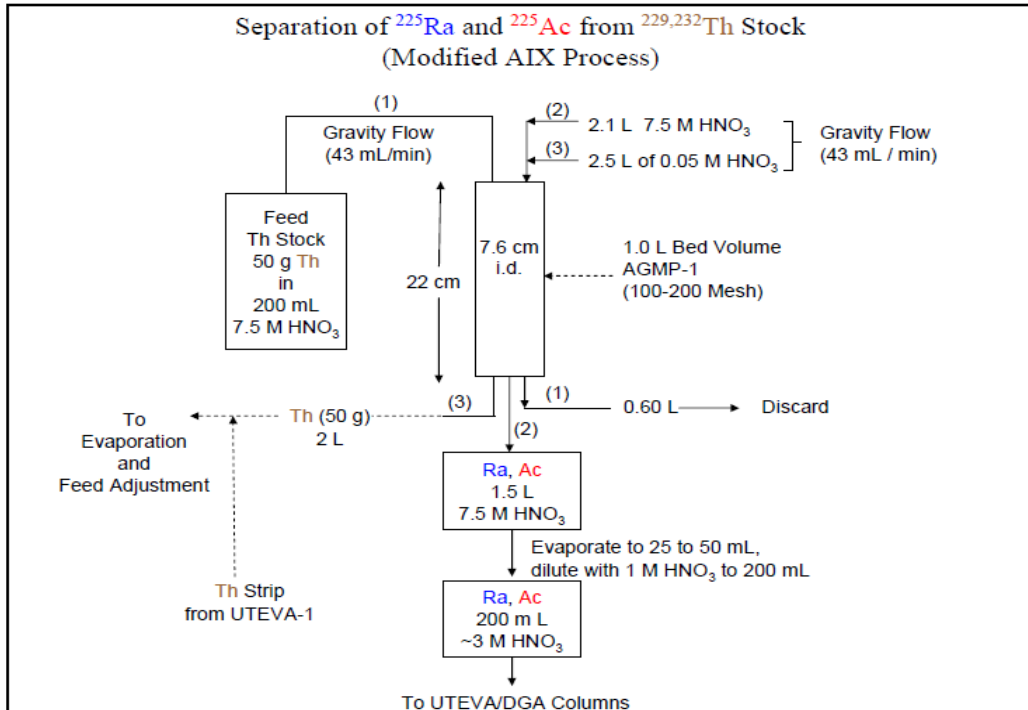 Separation of ²²⁵Ra and ²²⁵Ac from ²²⁹,²³²Th Stock
(Modified AIX Process)
(1)
Gravity Flow
(43 mL/min)
(2)
2.1 L 7.5 M HNO₃
(3)
2.5 L of 0.05 M HNO₃
Gravity Flow
(43 mL / min)
Feed
Th Stock
50 g Th
in
200 mL
7.5 M HNO₃
22 cm
7.6 cm
i.d.
1.0 L Bed Volume
AGMP-1
(100-200 Mesh)
To
Evaporation
and
Feed Adjustment
Th (50 g)
2 L
(3)
(2)
(1)
0.60 L
Discard
Ra, Ac
1.5 L
7.5 M HNO₃
Evaporate to 25 to 50 mL,
dilute with 1 M HNO₃ to 200 mL
Th Strip
from UTEVA-1
Ra, Ac
200 m L
~3 M HNO₃
To UTEVA/DGA Columns